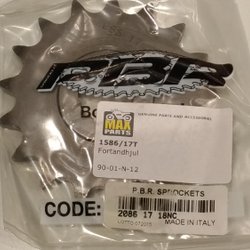 PBR
GENUINE PARTS AND ACCESSORIES
MAX
PARTS
1586/17T
Fortandhjul
90-01-N-12
P.B.R. SPROCKETS
CODE:
2086 17 18NC
MADE IN ITALY